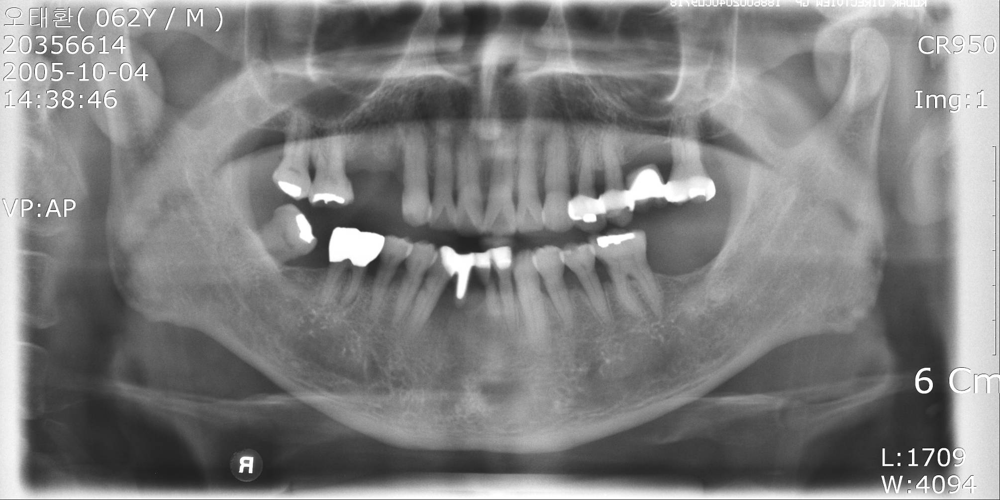 오태환( 062Y / M )
20356614
2005-10-04
14:38:46
VP:AP
CR950
Img:1
6 Cm
R
L:1709
W:4094